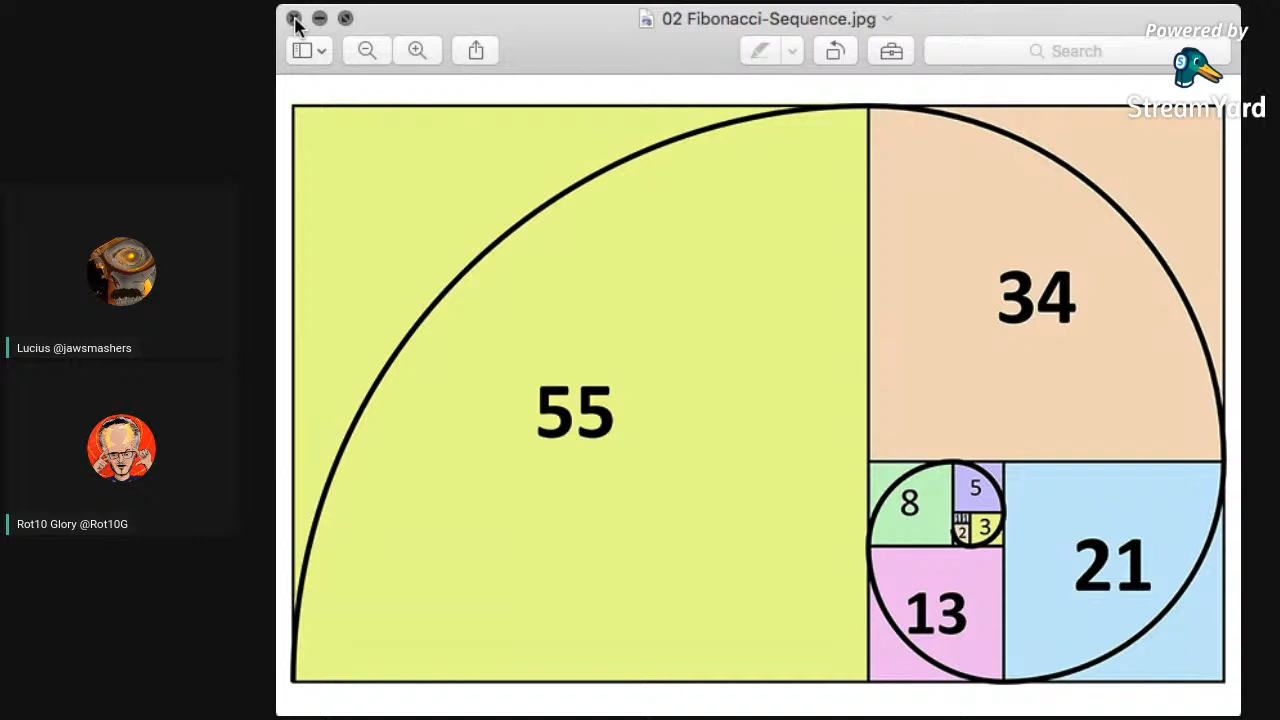 02 Fibonacci-Sequence.jpg
Powered by
Search
StreamYard
34
55
8
5
11
2
3
21
13
Lucius @jawsmashers
Rot10 Glory @Rot10G